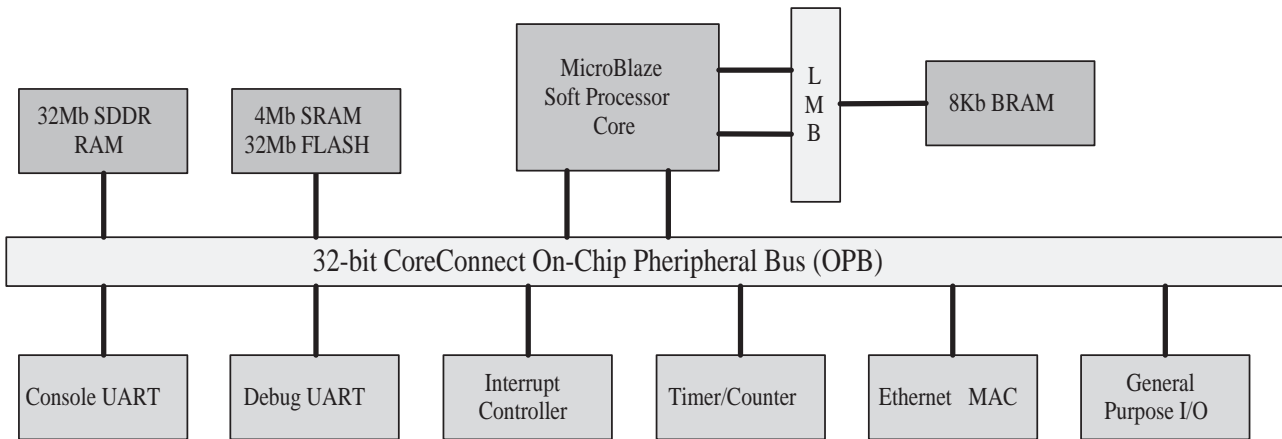 MicroBlaze
Soft Processor
Core
L
M
B
8Kb BRAM
32Mb SDDR
RAM
4Mb SRAM
32Mb FLASH
32-bit CoreConnect On-Chip Pheripheral Bus (OPB)
Console UART
Debug UART
Interrupt
Controller
Timer/Counter
Ethernet MAC
General
Purpose I/O